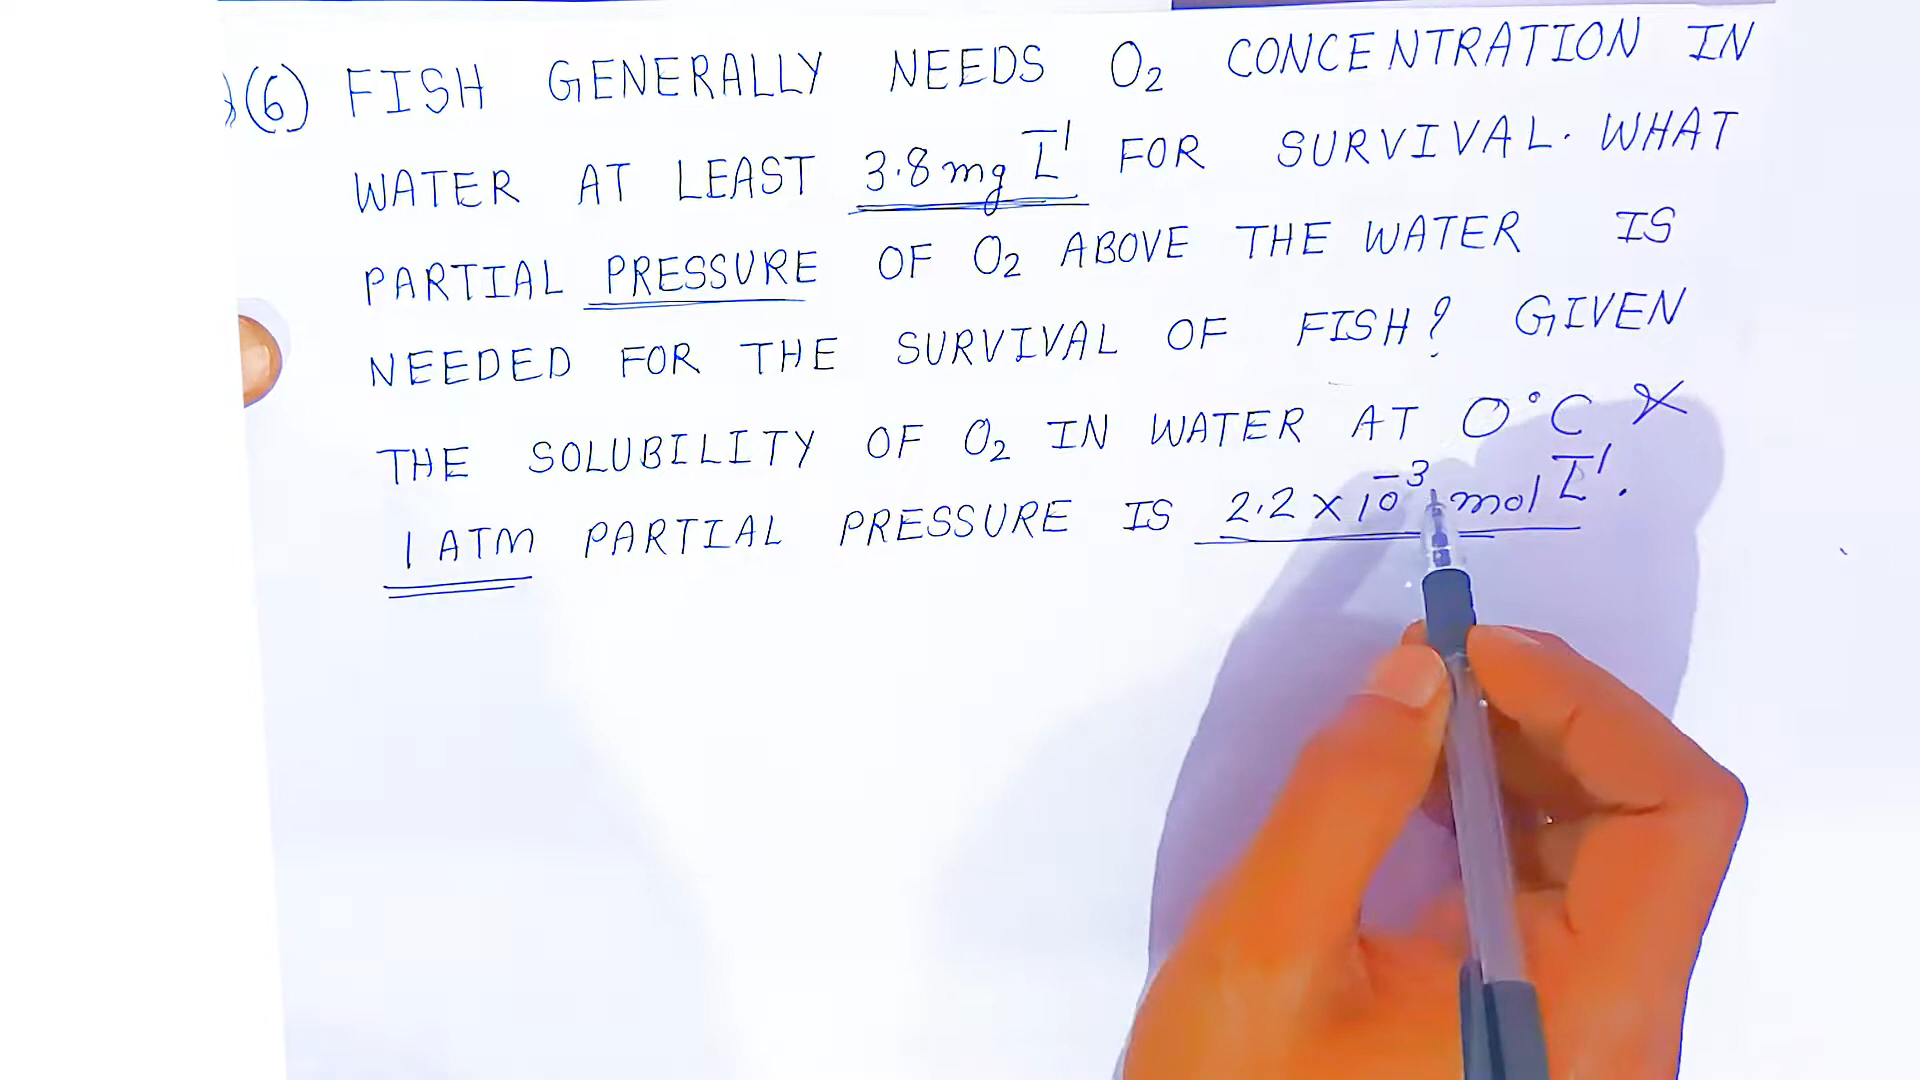 (6) FISH GENERALLY NEEDS O₂ CONCENTRATION IN
WATER AT LEAST 3.8 mg L⁻¹ FOR SURVIVAL. WHAT
PARTIAL PRESSURE OF O₂ ABOVE THE WATER IS
NEEDED FOR THE SURVIVAL OF FISH? GIVEN
THE SOLUBILITY OF O₂ IN WATER AT 0°C &
1 ATM PARTIAL PRESSURE IS 2.2 × 10⁻³ mol L⁻¹.